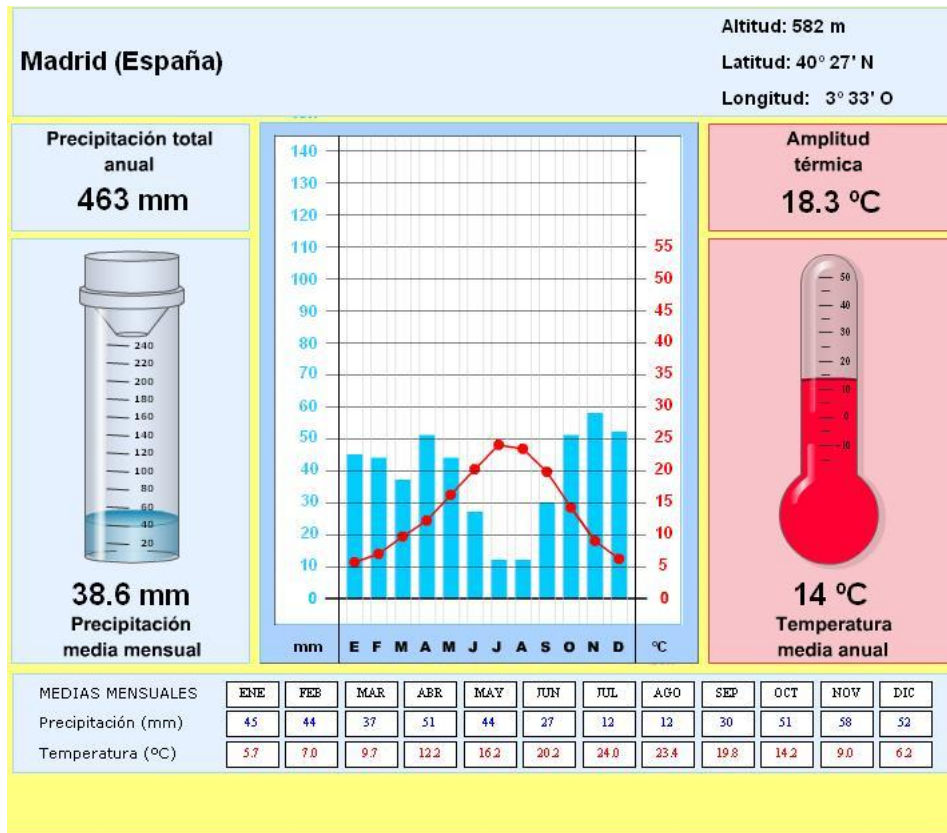 Madrid (España)
Altitud: 582 m
Latitud: 40° 27' N
Longitud: 3° 33' O
Precipitación total
anual
463 mm
240
220
200
180
160
140
120
100
80
60
40
20
38.6 mm
Precipitación
media mensual
140
130
120
110
100
90
80
70
60
50
40
30
20
10
0
55
50
45
40
35
30
25
20
15
10
5
0
mm E F M A M J J A S O N D ºC
Amplitud
térmica
18.3 ºC
50
40
30
20
10
0
-10
14 ºC
Temperatura
media anual
MEDIAS MENSUALES ENE FEB MAR ABR MAY JUN JUL AGO SEP OCT NOV DIC
Precipitación (mm) 45 44 37 51 44 27 12 12 30 51 58 52
Temperatura (ºC) 5.7 7.0 9.7 12.2 16.2 20.2 24.0 23.4 19.8 14.2 9.0 6.2